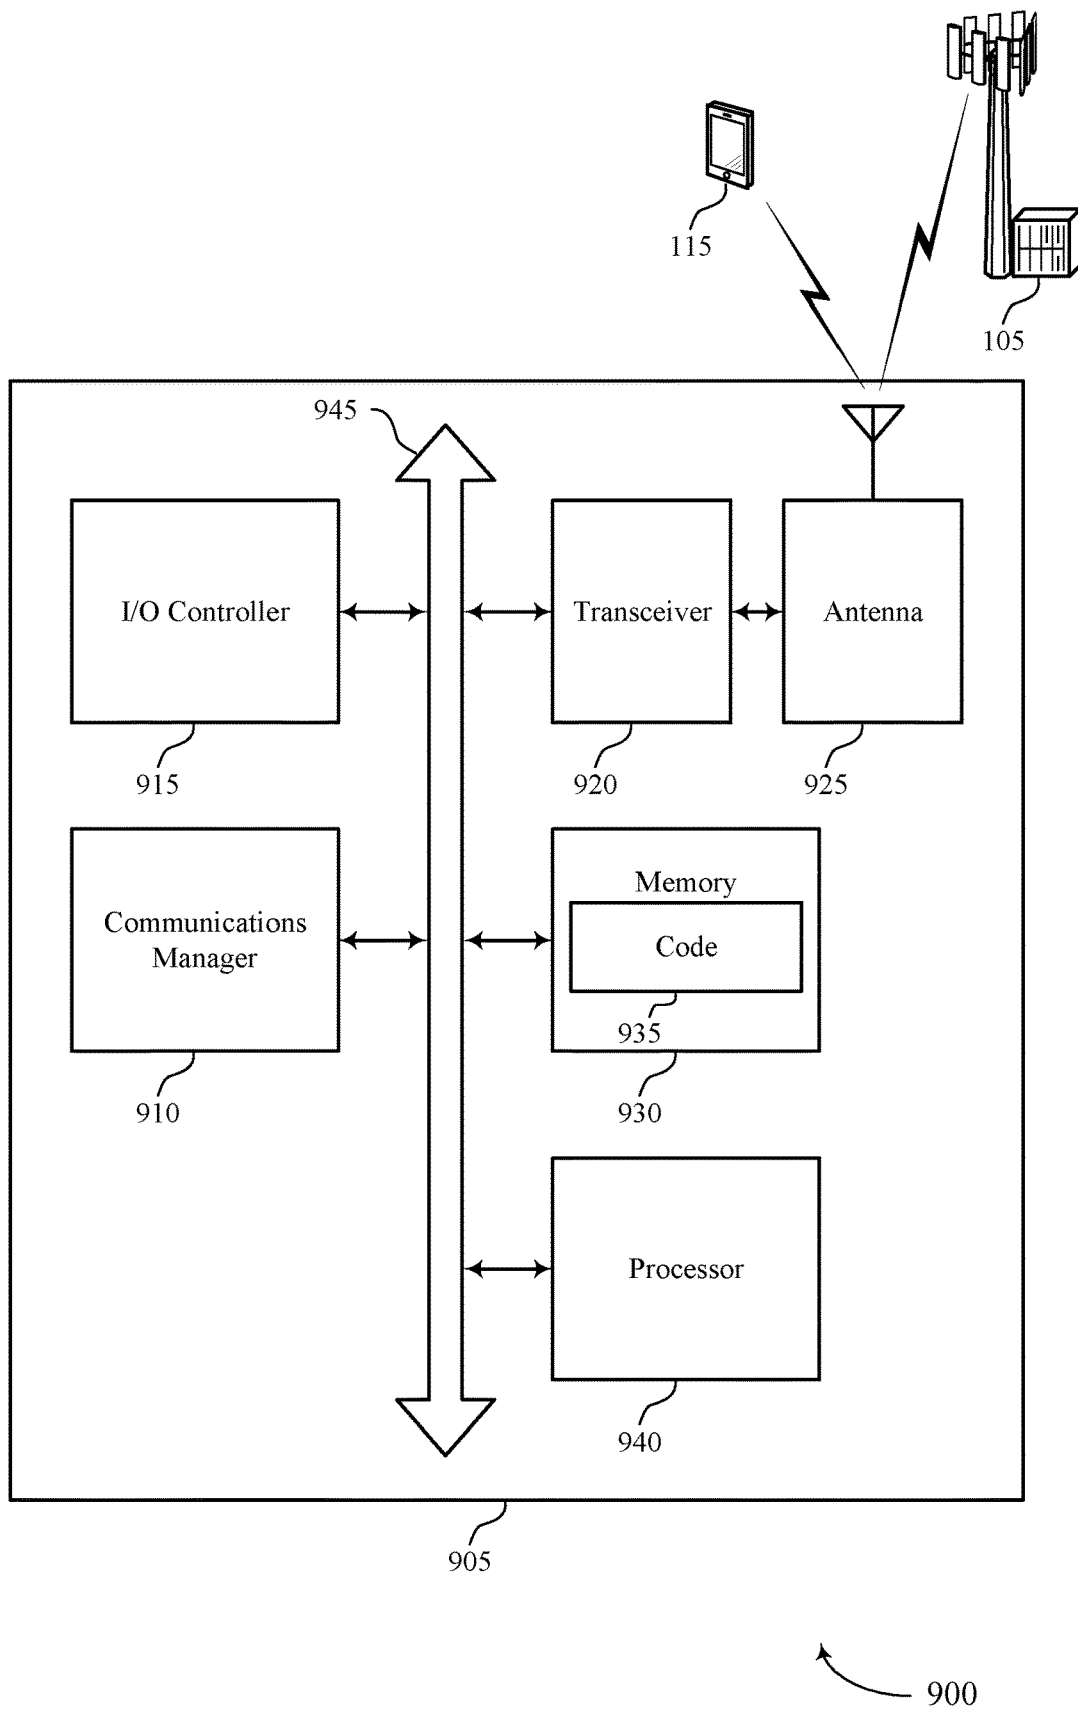 115
105
945
I/O Controller
Transceiver
Antenna
915
920
925
Communications
Manager
Memory
Code
935
910
930
Processor
940
905
900